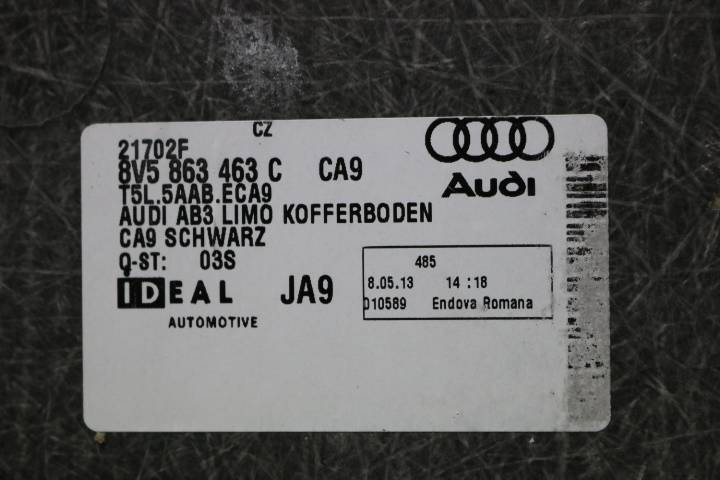 CZ
21702F
8V5 863 463 C CA9
Audi
T5L.5AAB.ECA9
AUDI AB3 LIMO KOFFERBODEN
CA9 SCHWARZ
Q-ST: 03S
IDEAL JA9
AUTOMOTIVE
485
8.05.13 14:18
010589 Endova Romana